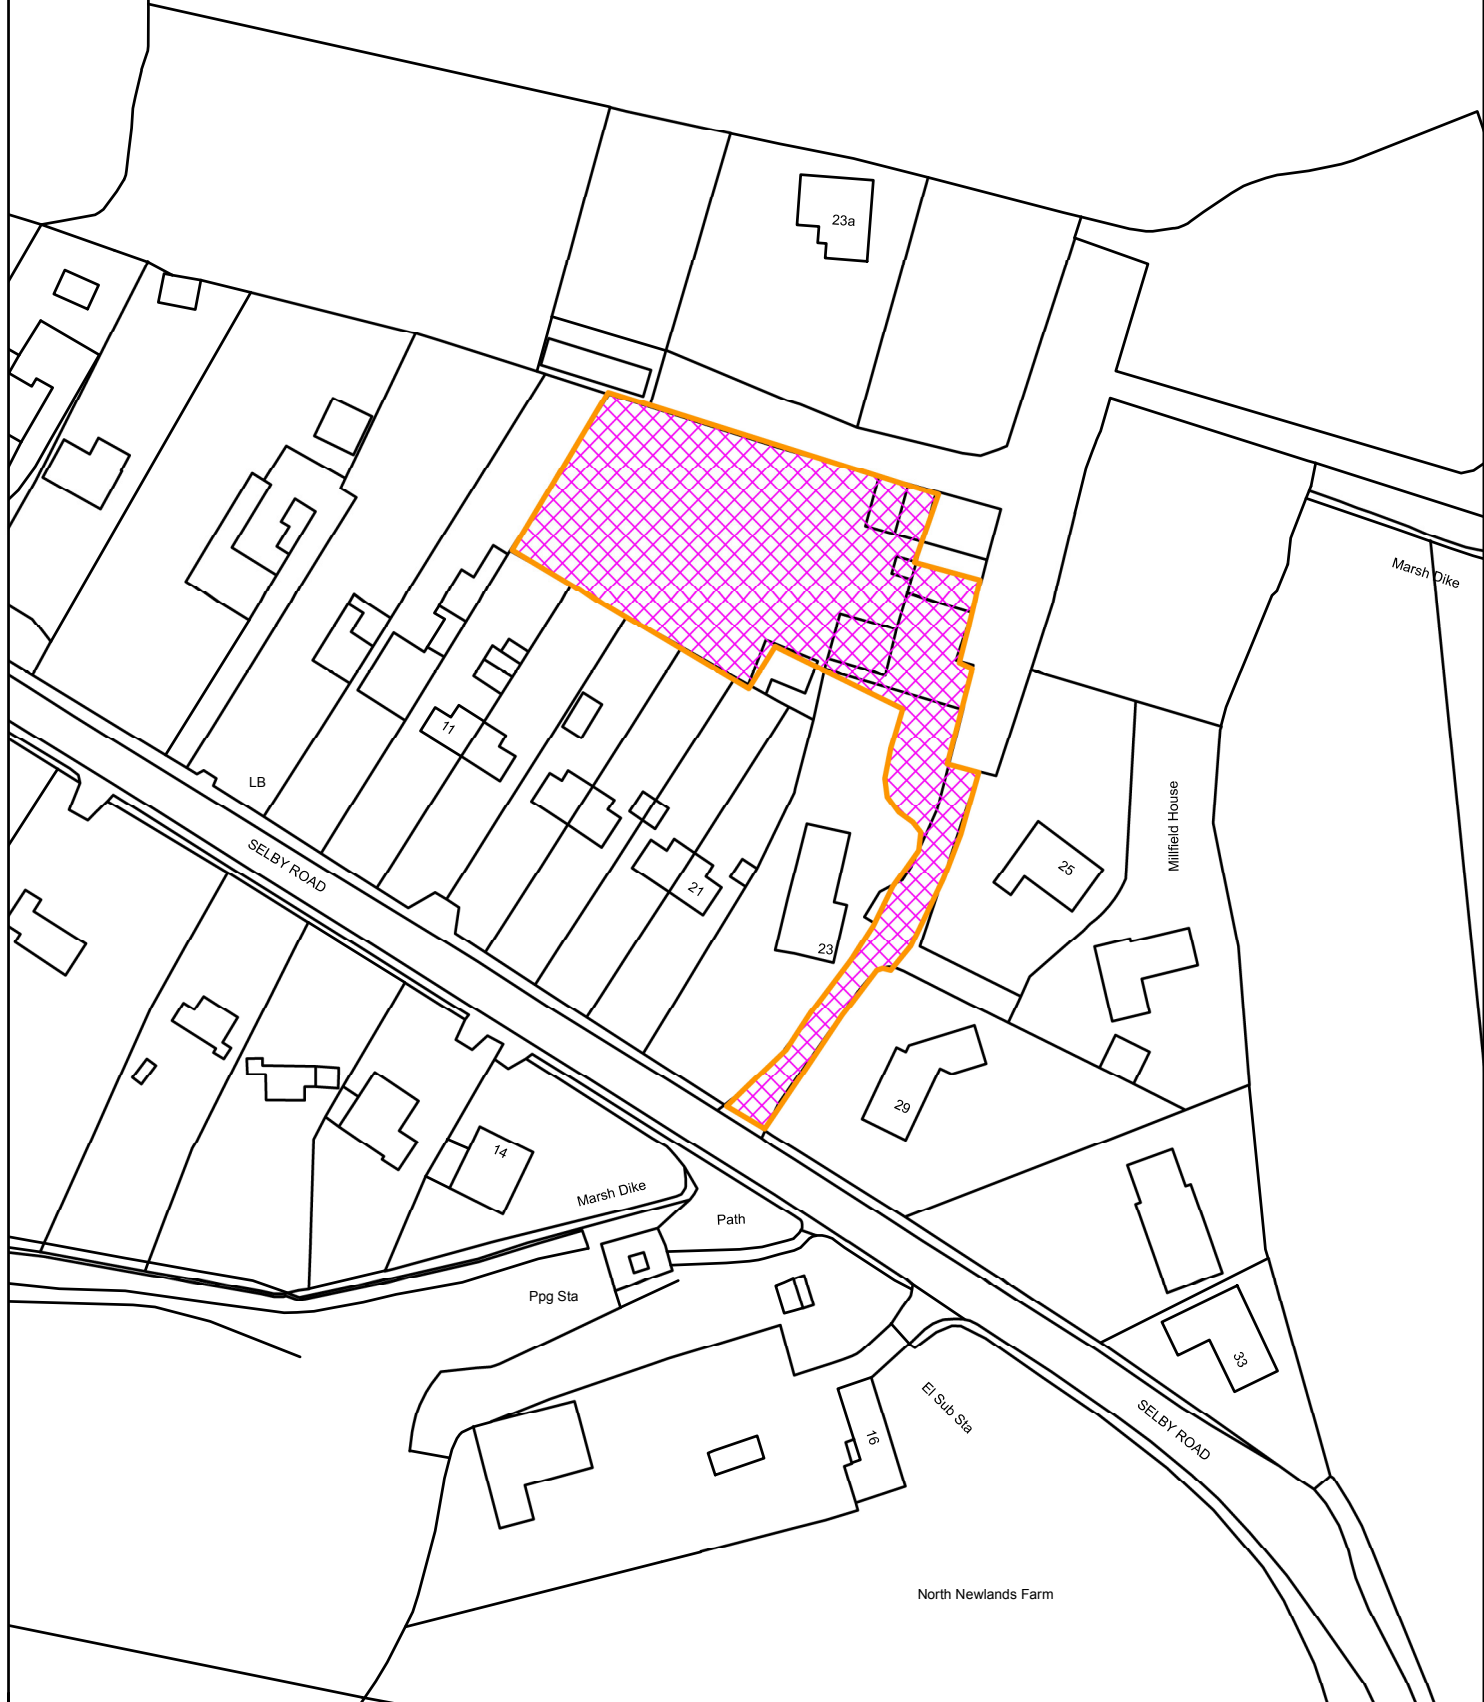 23a
Marsh Dike
11
LB
SELBY ROAD
Millfield House
25
21
23
29
14
Marsh Dike
Path
Ppg Sta
33
El Sub Sta
SELBY ROAD
16
North Newlands Farm